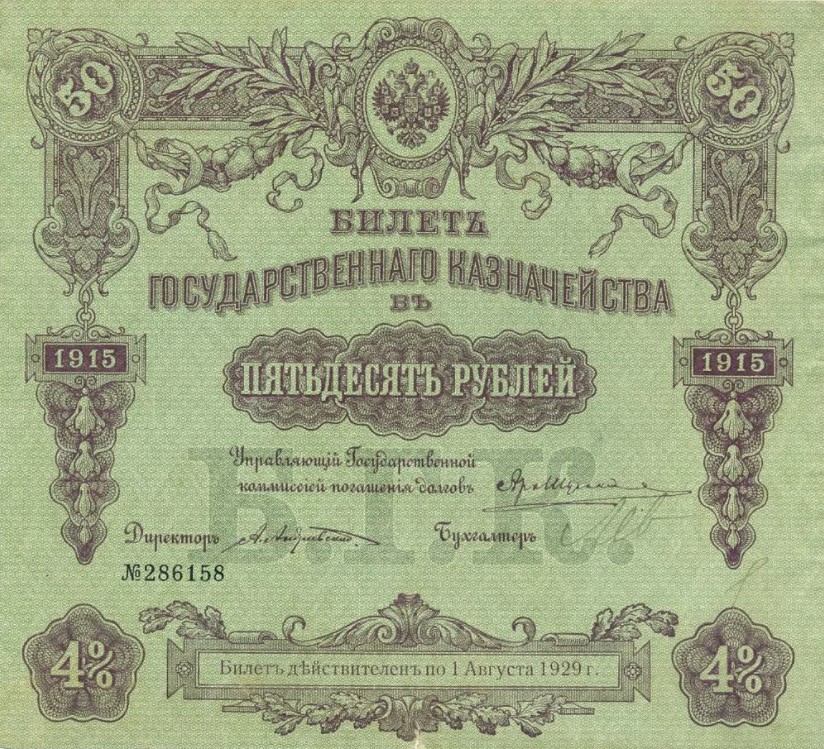 50 50
БИЛЕТЪ
ГОСУДАРСТВЕННАГО КАЗНАЧЕЙСТВА
ВЪ
1915 1915
ПЯТЬДЕСЯТЪ РУБЛЕЙ
Управляющій Государственной
коммиссіей погашенія долговъ
Б.Г.К.
Директоръ Бухгалтеръ
№286158
4% 4%
Билетъ дѣйствителенъ по 1 Августа 1929 г.